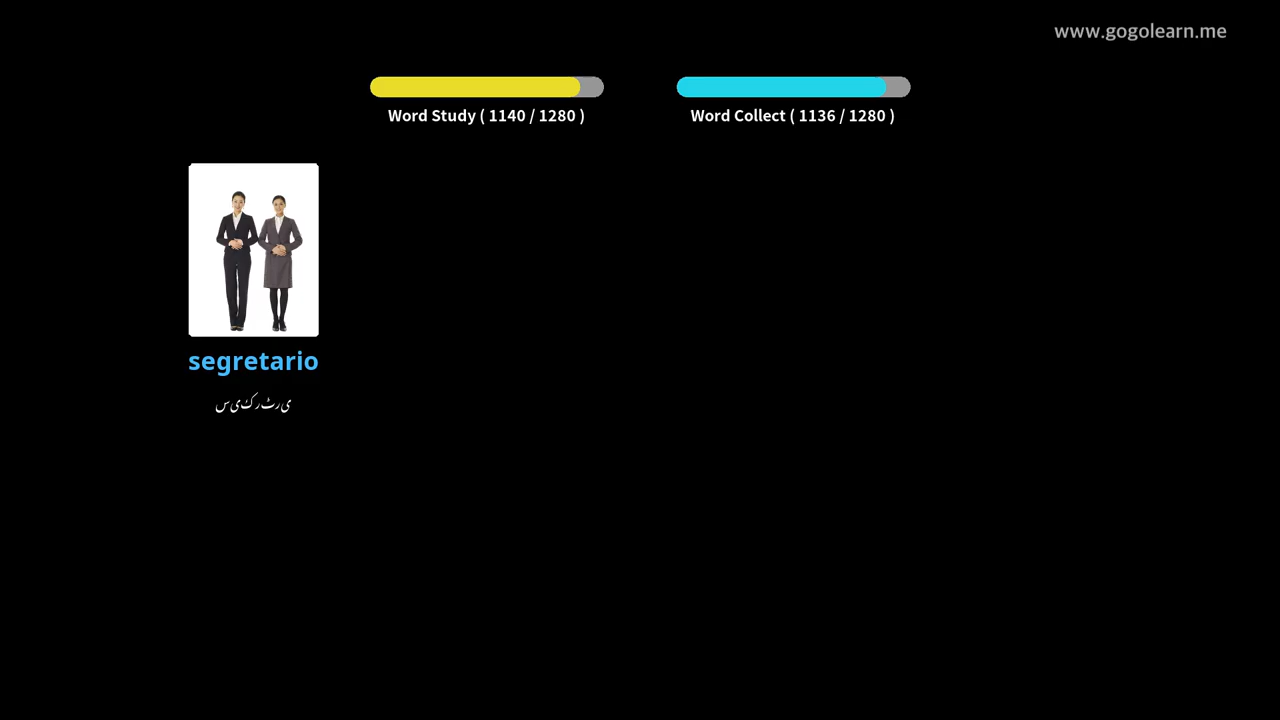 www.gogolearn.me
Word Study ( 1140 / 1280 )
Word Collect ( 1136 / 1280 )
segretario
سیکرٹری